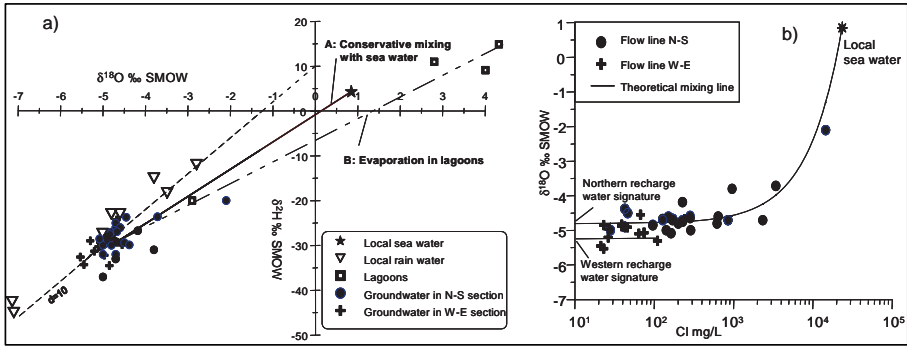 a)
A: Conservative mixing
with sea water
δ¹⁸O ‰ SMOW
-7 -6 -5 -4 -3 -2 -1 0 1 2 3 4
20
10
0
-10
-20
-30
-40
-50
B: Evaporation in lagoons
δ²H ‰ SMOW
d=10
Local sea water
Local rain water
Lagoons
Groundwater in N-S section
Groundwater in W-E section
b)
Flow line N-S
Flow line W-E
Theoretical mixing line
Local
sea water
δ¹⁸O ‰ SMOW
1
0
-1
-2
-3
-4
-5
-6
-7
Northern recharge
water signature
Western recharge
water signature
10¹ 10² 10³ 10⁴ 10⁵
Cl mg/L